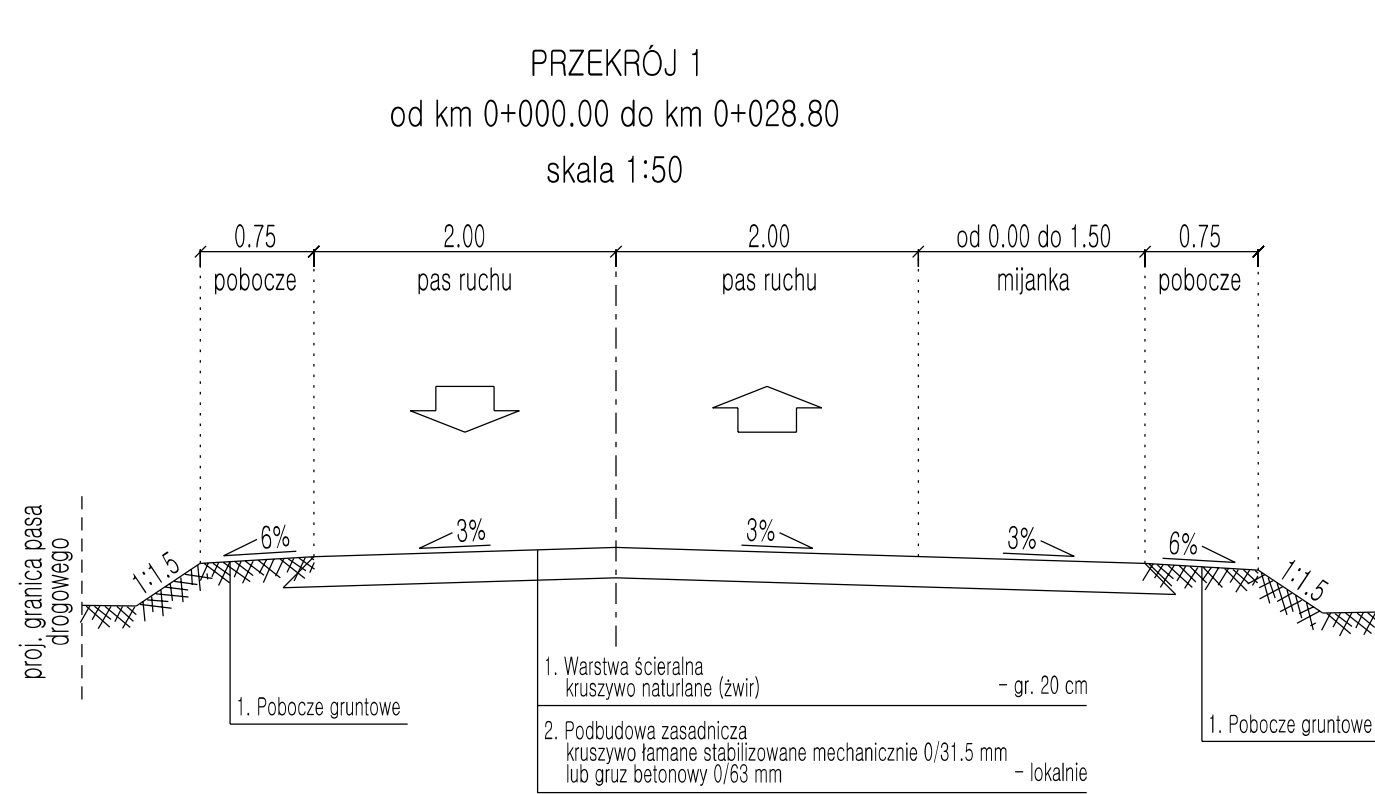 PRZEKRÓJ 1
od km 0+000.00 do km 0+028.80
skala 1:50
0.75
2.00
2.00
od 0.00 do 1.50
0.75
pobocze
pas ruchu
pas ruchu
mijanka
pobocze
6%
3%
3%
3%
6%
1:1.5
1:1.5
proj. granica pasa
drogowego
1. Warstwa ścieralna
kruszywo naturlane (żwir) – gr. 20 cm
1. Pobocze gruntowe
1. Pobocze gruntowe
2. Podbudowa zasadnicza
kruszywo łamane stabilizowane mechanicznie 0/31.5 mm
lub gruz betonowy 0/63 mm – lokalnie